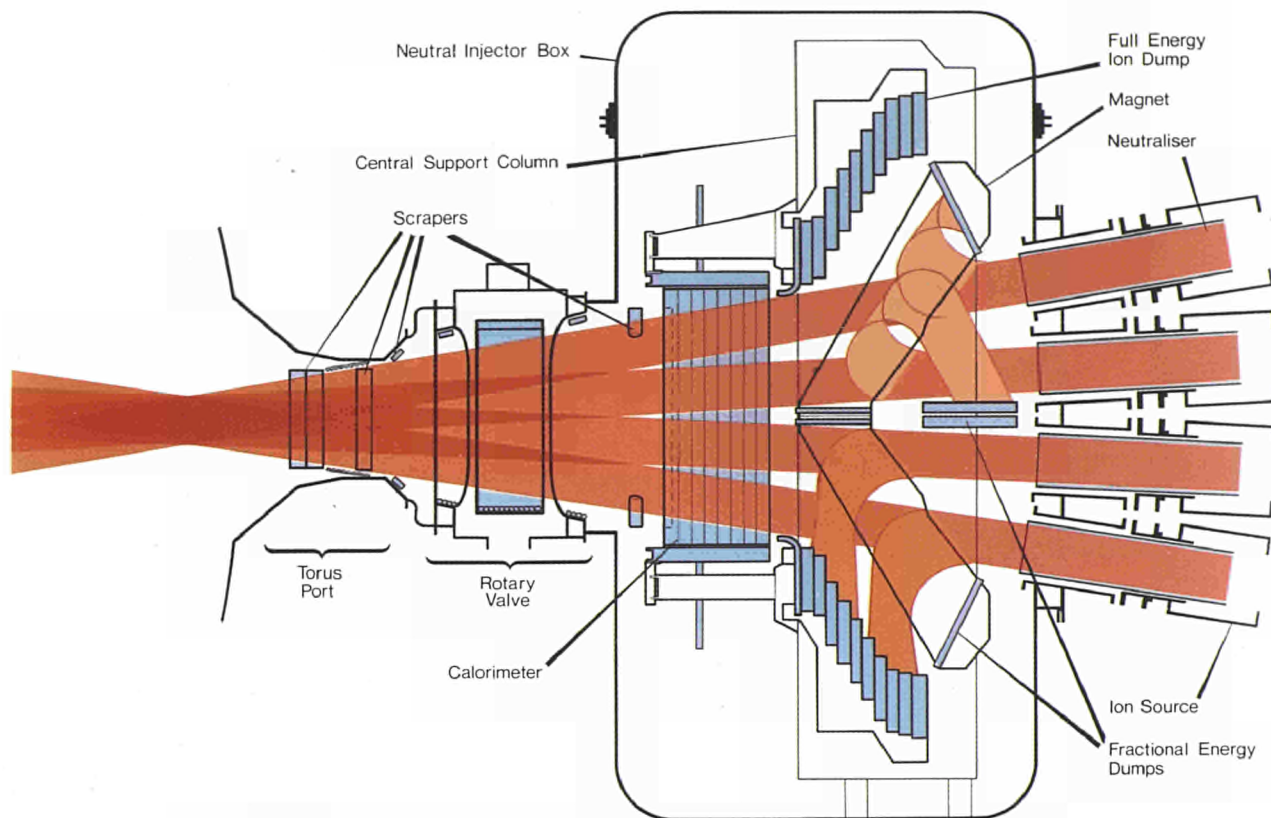 Neutral Injector Box
Full Energy
Ion Dump
Magnet
Neutraliser
Central Support Column
Scrapers
Torus
Port
Rotary
Valve
Calorimeter
Ion Source
Fractional Energy
Dumps